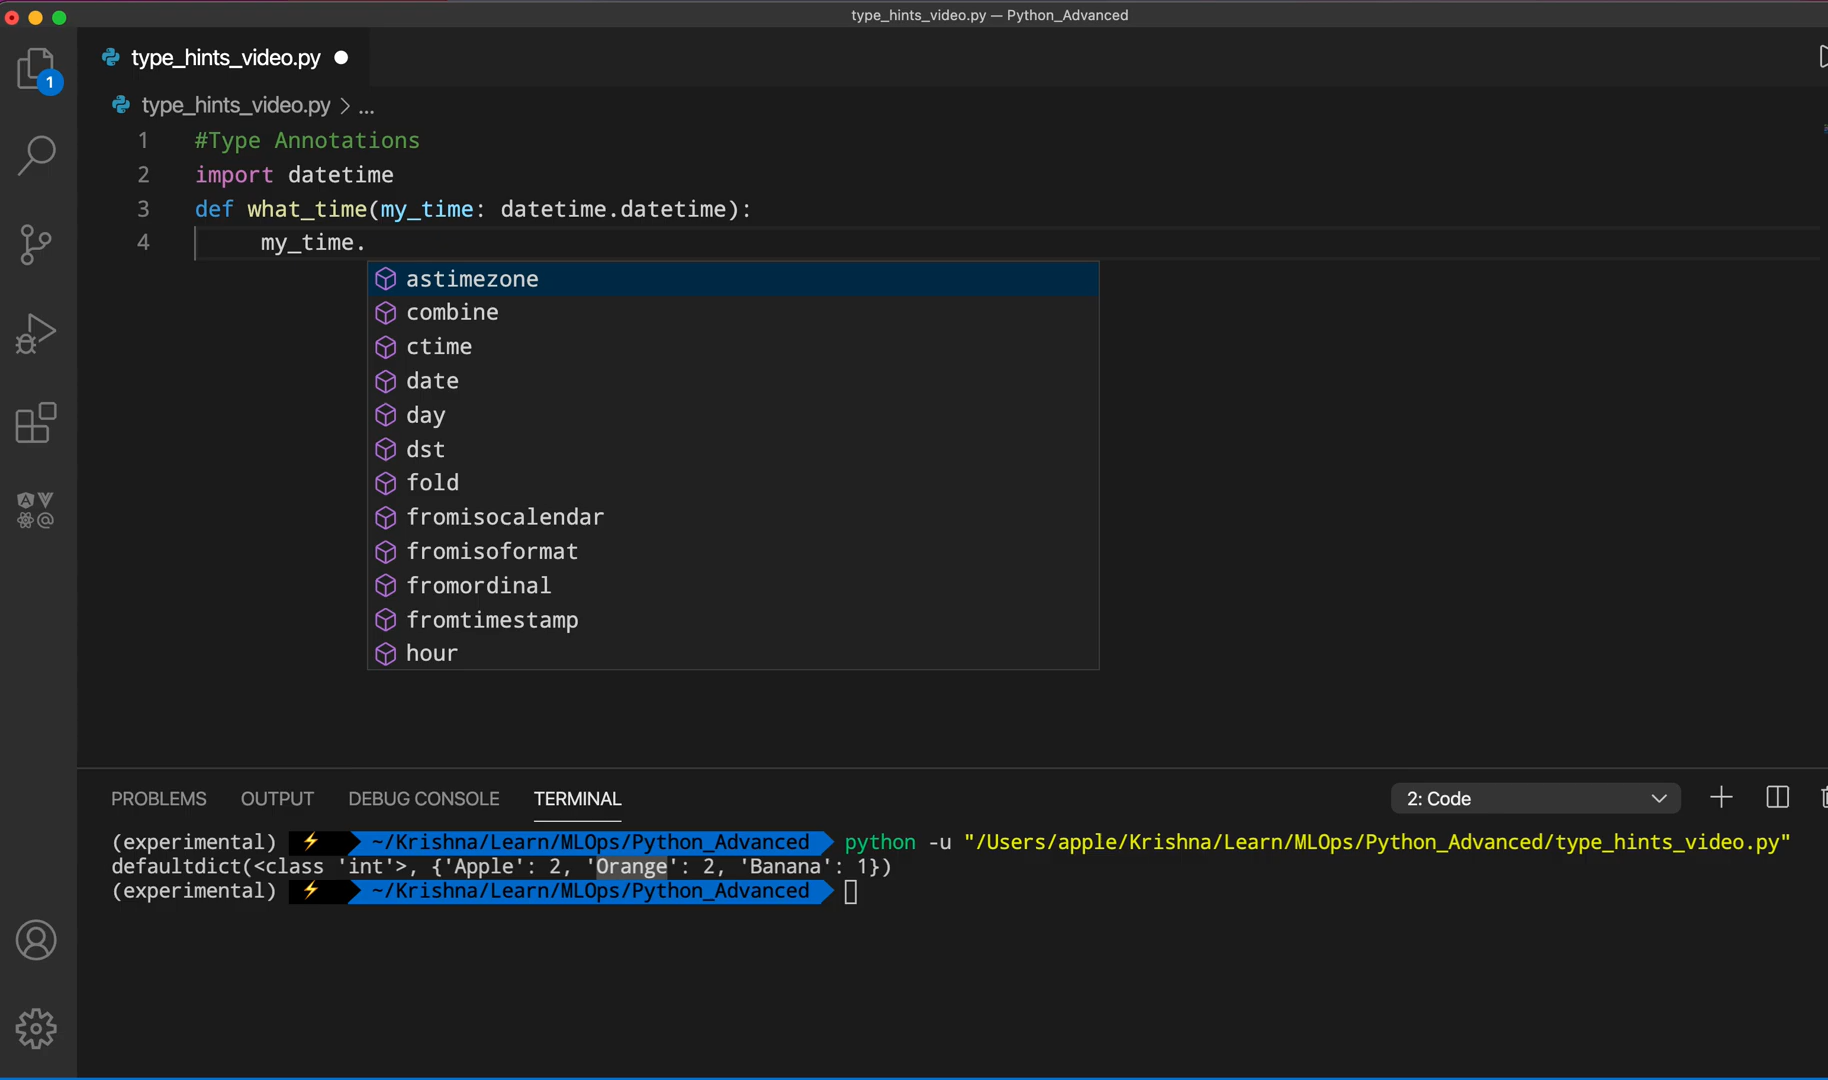 type_hints_video.py — Python_Advanced
type_hints_video.py
1
type_hints_video.py > ...
1 #Type Annotations
2 import datetime
3 def what_time(my_time: datetime.datetime):
4 my_time.
astimezone
combine
ctime
date
day
dst
fold
fromisocalendar
fromisoformat
fromordinal
fromtimestamp
hour
PROBLEMS OUTPUT DEBUG CONSOLE TERMINAL 2: Code
(experimental) ⚡ ~/Krishna/Learn/MLOps/Python_Advanced python -u "/Users/apple/Krishna/Learn/MLOps/Python_Advanced/type_hints_video.py"
defaultdict(<class 'int'>, {'Apple': 2, 'Orange': 2, 'Banana': 1})
(experimental) ⚡ ~/Krishna/Learn/MLOps/Python_Advanced